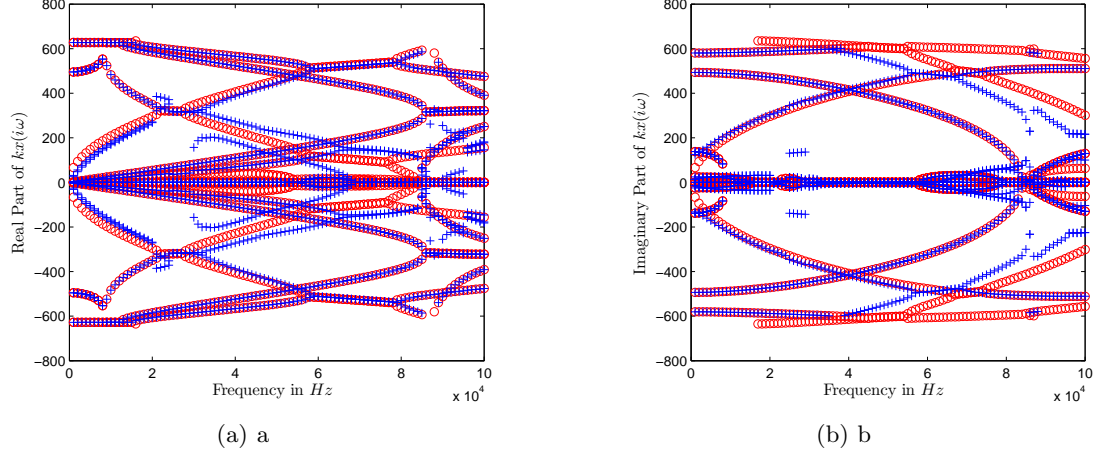 800
600
400
200
0
−200
−400
−600
−800
Real Part of kx(iω)
0 2 4 6 8 10
Frequency in Hz
x 10^4
(a) a
800
600
400
200
0
−200
−400
−600
−800
Imaginary Part of kx(iω)
0 2 4 6 8 10
Frequency in Hz
x 10^4
(b) b